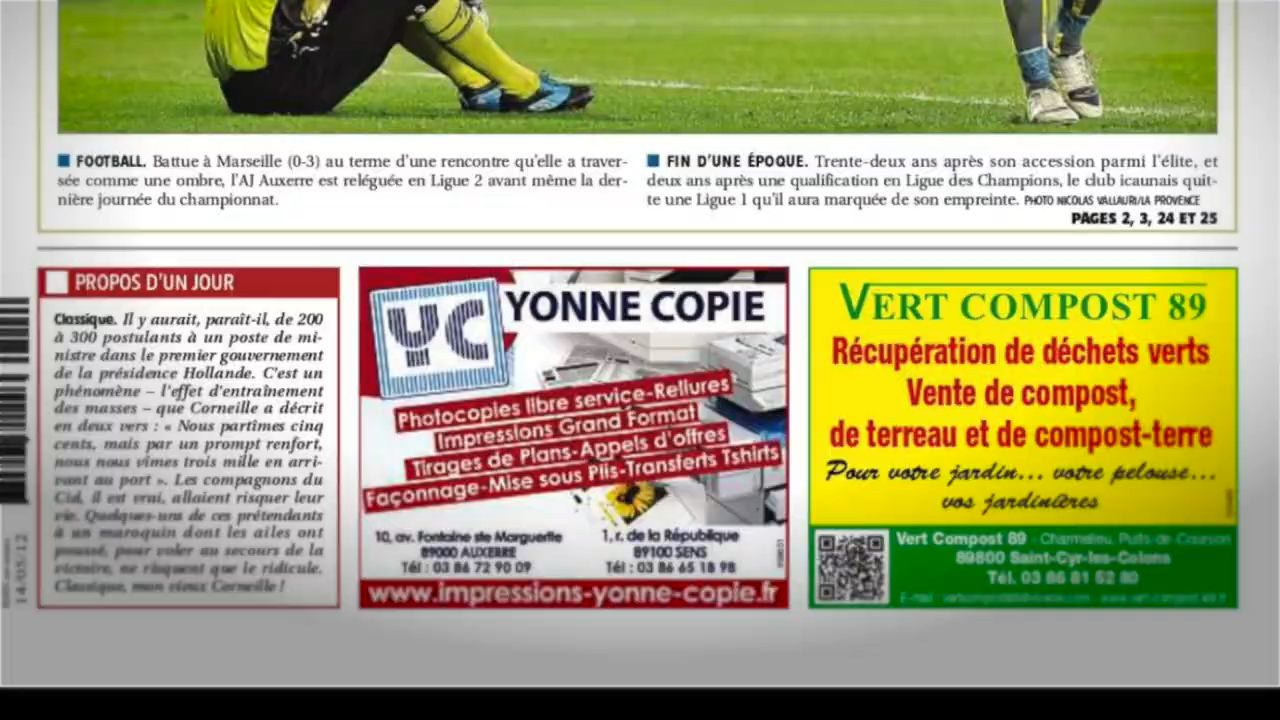 FOOTBALL. Battue à Marseille (0-3) au terme d'une rencontre qu'elle a traver-
sée comme une ombre, l'AJ Auxerre est reléguée en Ligue 2 avant même la der-
nière journée du championnat.
FIN D'UNE ÉPOQUE. Trente-deux ans après son accession parmi l'élite, et
deux ans après une qualification en Ligue des Champions, le club icaunais quit-
te une Ligue 1 qu'il aura marquée de son empreinte. PHOTO NICOLAS VALLAURI/LA PROVENCE
PAGES 2, 3, 24 ET 25
PROPOS D'UN JOUR
Classique. Il y aurait, paraît-il, de 200
à 300 postulants à un poste de mi-
nistre dans le premier gouvernement
de la présidence Hollande. C'est un
phénomène – l'effet d'entraînement
des masses – que Corneille a décrit
en deux vers : « Nous partîmes cinq
cents, mais par un prompt renfort,
nous nous vîmes trois mille en arri-
vant au port ». Les compagnons du
Cid, il est vrai, allaient risquer leur
vie. Quelques-uns de ces prétendants
à un maroquin dont les ailes ont
poussé, pour voler au secours de la
victoire, ne risquent que le ridicule.
Classique, mon vieux Corneille !
14/05/12
YC
YONNE COPIE
Photocopies libre service-Reliures
Impressions Grand Format
Tirages de Plans-Appels d'offres
Façonnage-Mise sous Plis-Transferts Tshirts
10, av. Fontaine ste Marguerite
89000 AUXERRE
Tél : 03 86 72 90 09
1, r. de la République
89100 SENS
Tél : 03 86 65 18 98
www.impressions-yonne-copie.fr
VERT COMPOST 89
Récupération de déchets verts
Vente de compost,
de terreau et de compost-terre
Pour votre jardin... votre pelouse...
vos jardinières
Vert Compost 89 - Charmelieu, Puits-de-Courson
89800 Saint-Cyr-les-Colons
Tél. 03 86 81 52 80